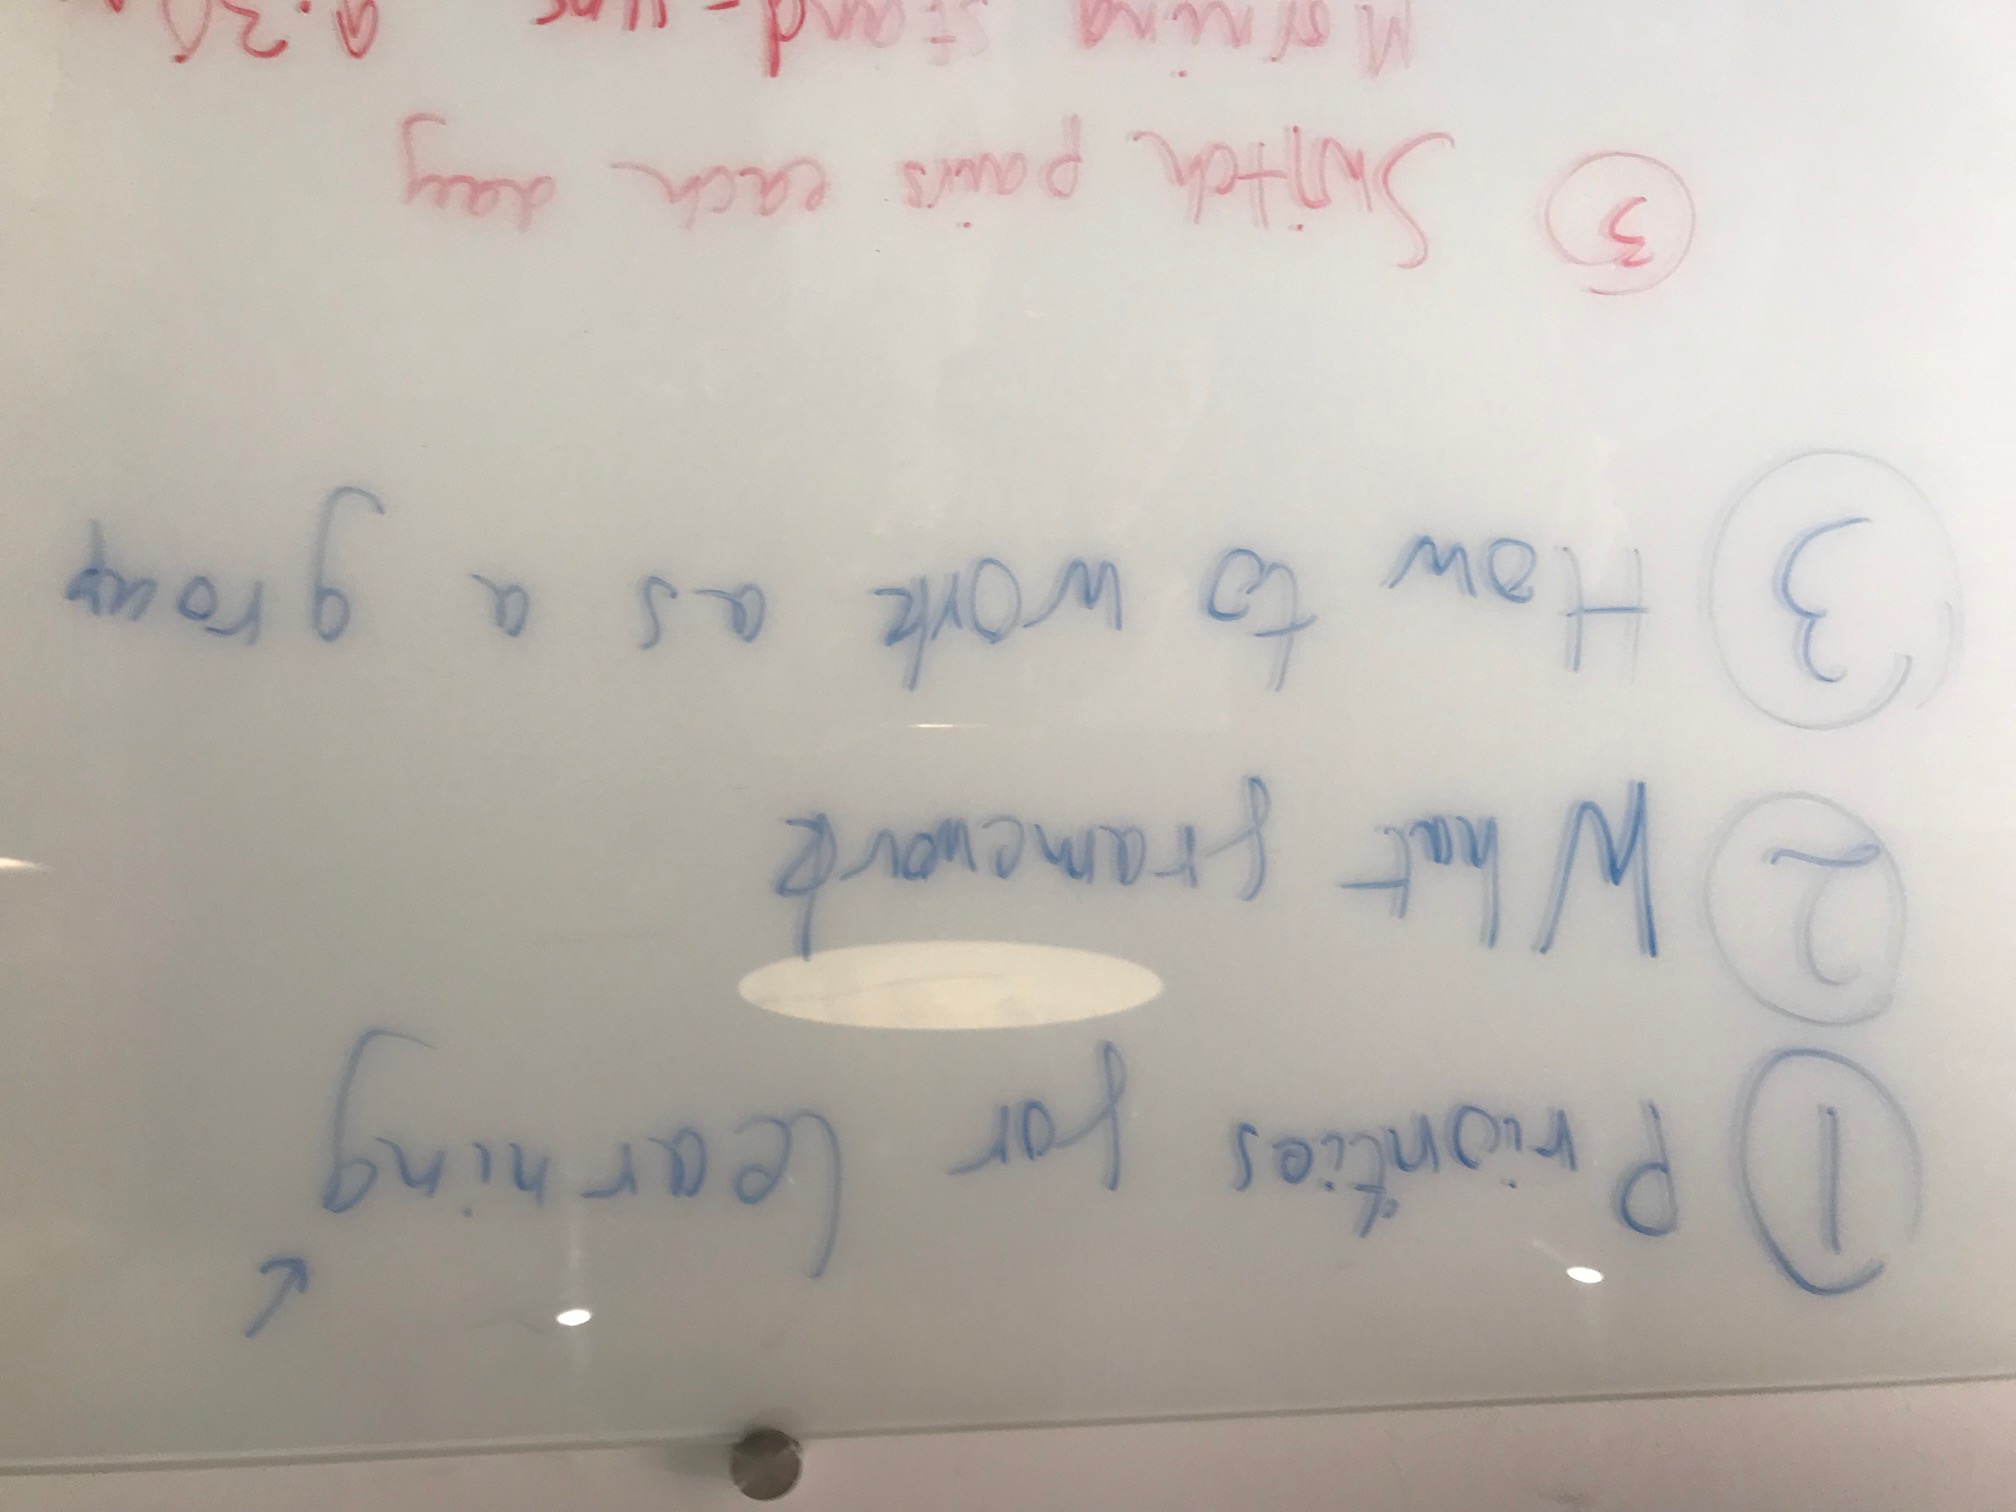 ① Priorities for learning ↙
② What framework
③ How to work as a group
③ Switch pairs each day
Morning stand-ups